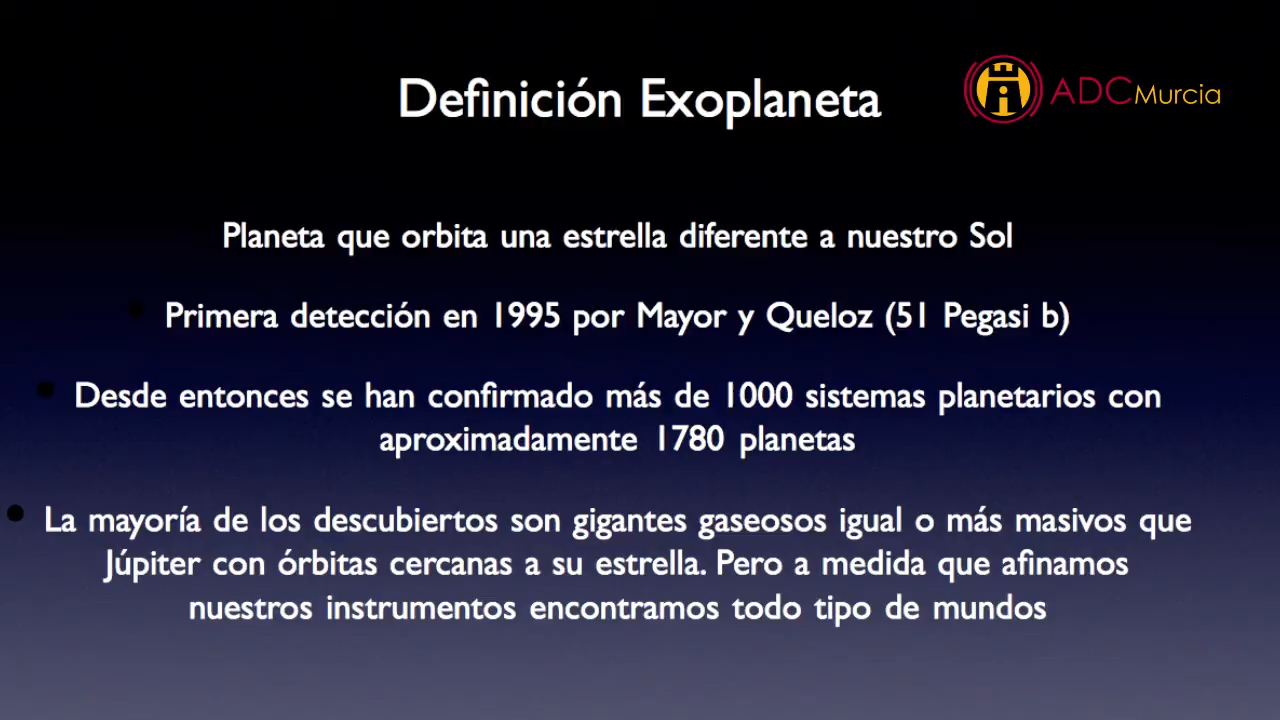 Definición Exoplaneta
ADCMurcia
Planeta que orbita una estrella diferente a nuestro Sol
Primera detección en 1995 por Mayor y Queloz (51 Pegasi b)
Desde entonces se han confirmado más de 1000 sistemas planetarios con
aproximadamente 1780 planetas
La mayoría de los descubiertos son gigantes gaseosos igual o más masivos que
Júpiter con órbitas cercanas a su estrella. Pero a medida que afinamos
nuestros instrumentos encontramos todo tipo de mundos